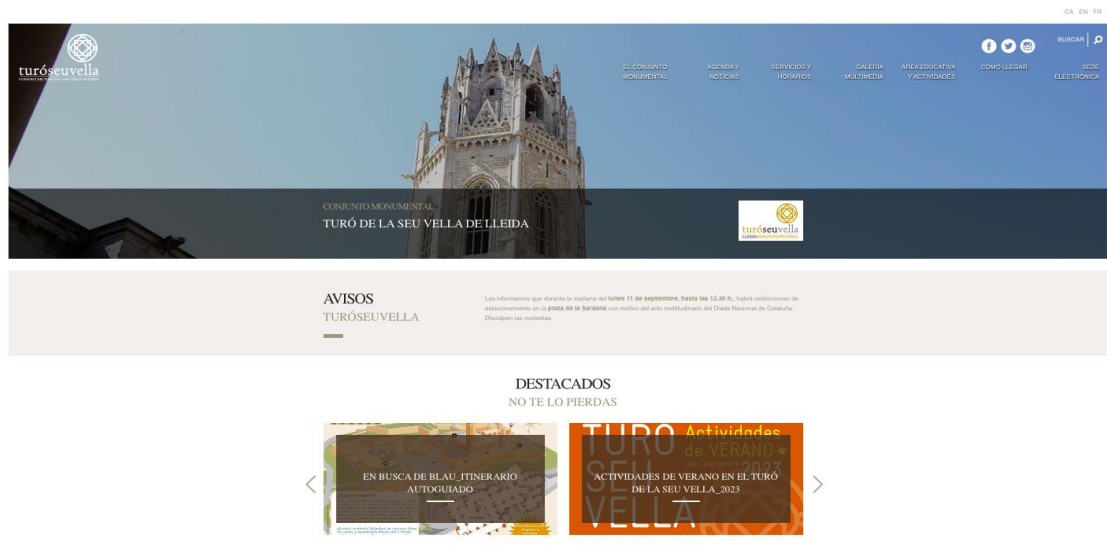 CA EN FR
BUSCAR
turóseuvella
EL CONJUNTO
MONUMENTAL
AGENDA Y
NOTICIAS
SERVICIOS Y
HORARIOS
GALERIA
MULTIMEDIA
AREA EDUCATIVA
Y ACTIVIDADES
CÓMO LLEGAR
SEDE
ELECTRÓNICA
CONJUNTO MONUMENTAL
TURÓ DE LA SEU VELLA DE LLEIDA
turóseuvella
AVISOS
TURÓSEUVELLA
Les informamos que durante la mañana del lunes 11 de septiembre, hasta las 12.30 h., habrá restricciones de
estacionamiento en la plaza de la Sardana con motivo del acto multitudinario del Diada Nacional de Cataluña.
Disculpen las molestias.
DESTACADOS
NO TE LO PIERDAS
EN BUSCA DE BLAU_ITINERARIO
AUTOGUIADO
TURO
SEU
VELLA
Actividades
de VERANO
2023
ACTIVIDADES DE VERANO EN EL TURÓ
DE LA SEU VELLA_2023